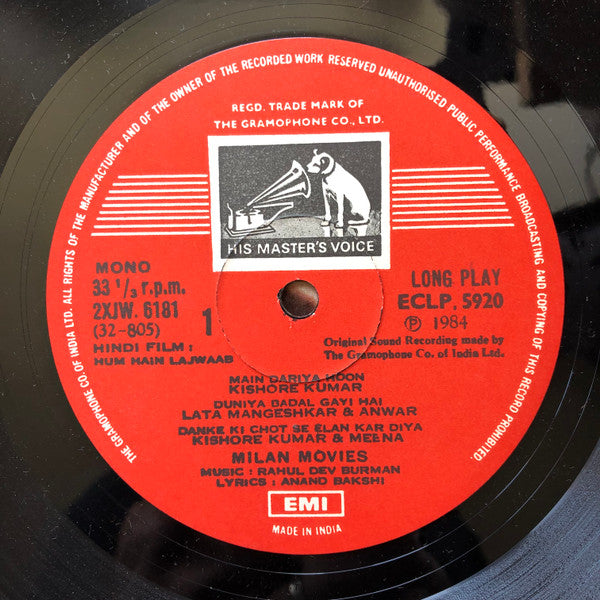 THE GRAMOPHONE CO. OF INDIA LTD. ALL RIGHTS OF THE MANUFACTURER AND OF THE OWNER OF THE RECORDED WORK RESERVED UNAUTHORISED PUBLIC PERFORMANCE BROADCASTING AND COPYING OF THIS RECORD PROHIBITED.
REGD. TRADE MARK OF
THE GRAMOPHONE CO., LTD.
HIS MASTER'S VOICE
MONO
33 1/3 r.p.m.
2XJW. 6181
(32-805)
1
HINDI FILM :
HUM HAIN LAJWAAB
LONG PLAY
ECLP. 5920
Ⓟ 1984
Original Sound Recording made by
The Gramophone Co. of India Ltd.
MAIN DARIYA HOON
KISHORE KUMAR
DUNIYA BADAL GAYI HAI
LATA MANGESHKAR & ANWAR
DANKE KI CHOT SE ELAN KAR DIYA
KISHORE KUMAR & MEENA
MILAN MOVIES
MUSIC : RAHUL DEV BURMAN
LYRICS : ANAND BAKSHI
EMI
MADE IN INDIA